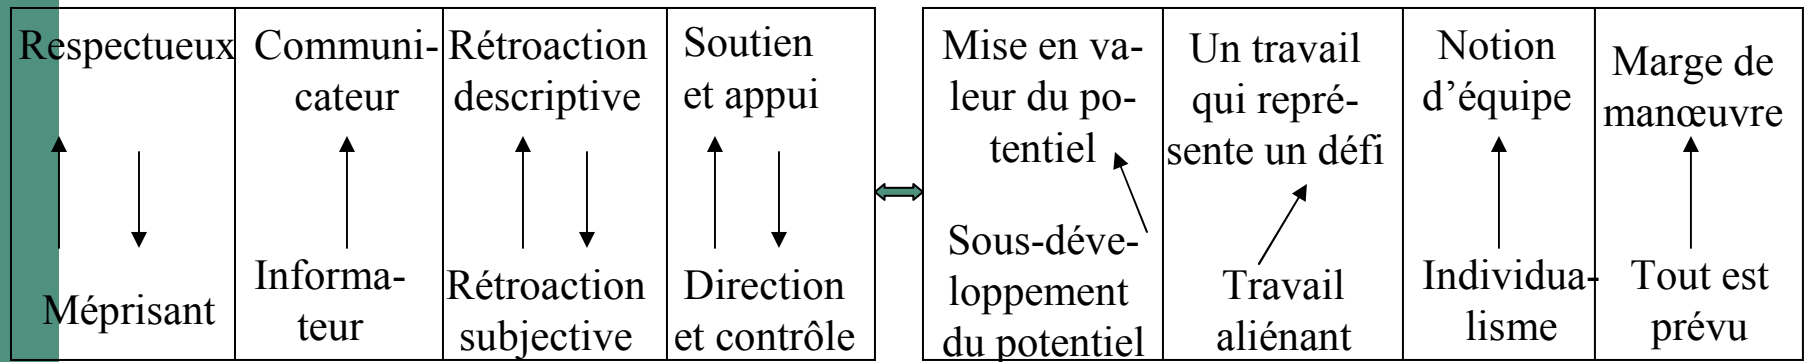 Respectueux
Méprisant
Communi-
cateur
Informa-
teur
Rétroaction
descriptive
Rétroaction
subjective
Soutien
et appui
Direction
et contrôle
Mise en va-
leur du po-
tentiel
Sous-déve-
loppement
du potentiel
Un travail
qui repré-
sente un défi
Travail
aliénant
Notion
d’équipe
Individua-
lisme
Marge de
manœuvre
Tout est
prévu